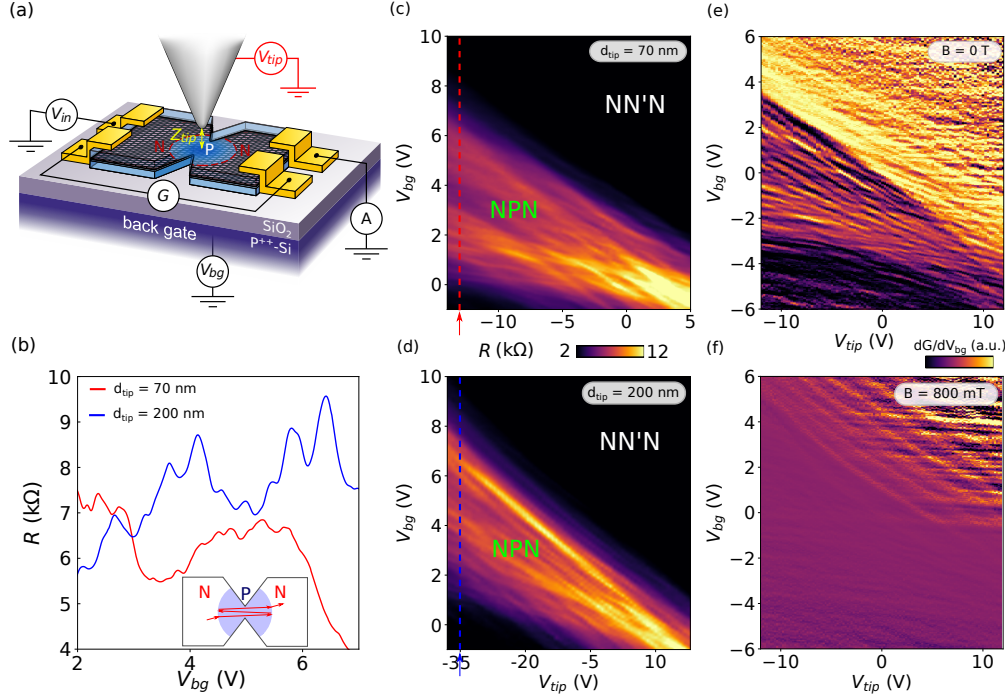 (a)
V_tip
V_in
Z_tip
N
P
N
G
A
SiO₂
back gate
P⁺⁺-Si
V_bg
(b)
R (kΩ)
10
9
8
7
6
5
4
d_tip = 70 nm
d_tip = 200 nm
N
P
N
2
4
6
V_bg (V)
(c)
V_bg (V)
10
8
6
4
2
0
d_tip = 70 nm
NN'N
NPN
−10
−5
0
5
R (kΩ)
2
12
(d)
V_bg (V)
10
8
6
4
2
0
d_tip = 200 nm
NN'N
NPN
-35
-20
-5
10
V_tip (V)
(e)
V_bg (V)
6
4
2
0
−2
−4
−6
B = 0 T
−10
0
10
V_tip (V)
dG/dV_bg (a.u.)
(f)
V_bg (V)
6
4
2
0
−2
−4
−6
B = 800 mT
−10
0
10
V_tip (V)